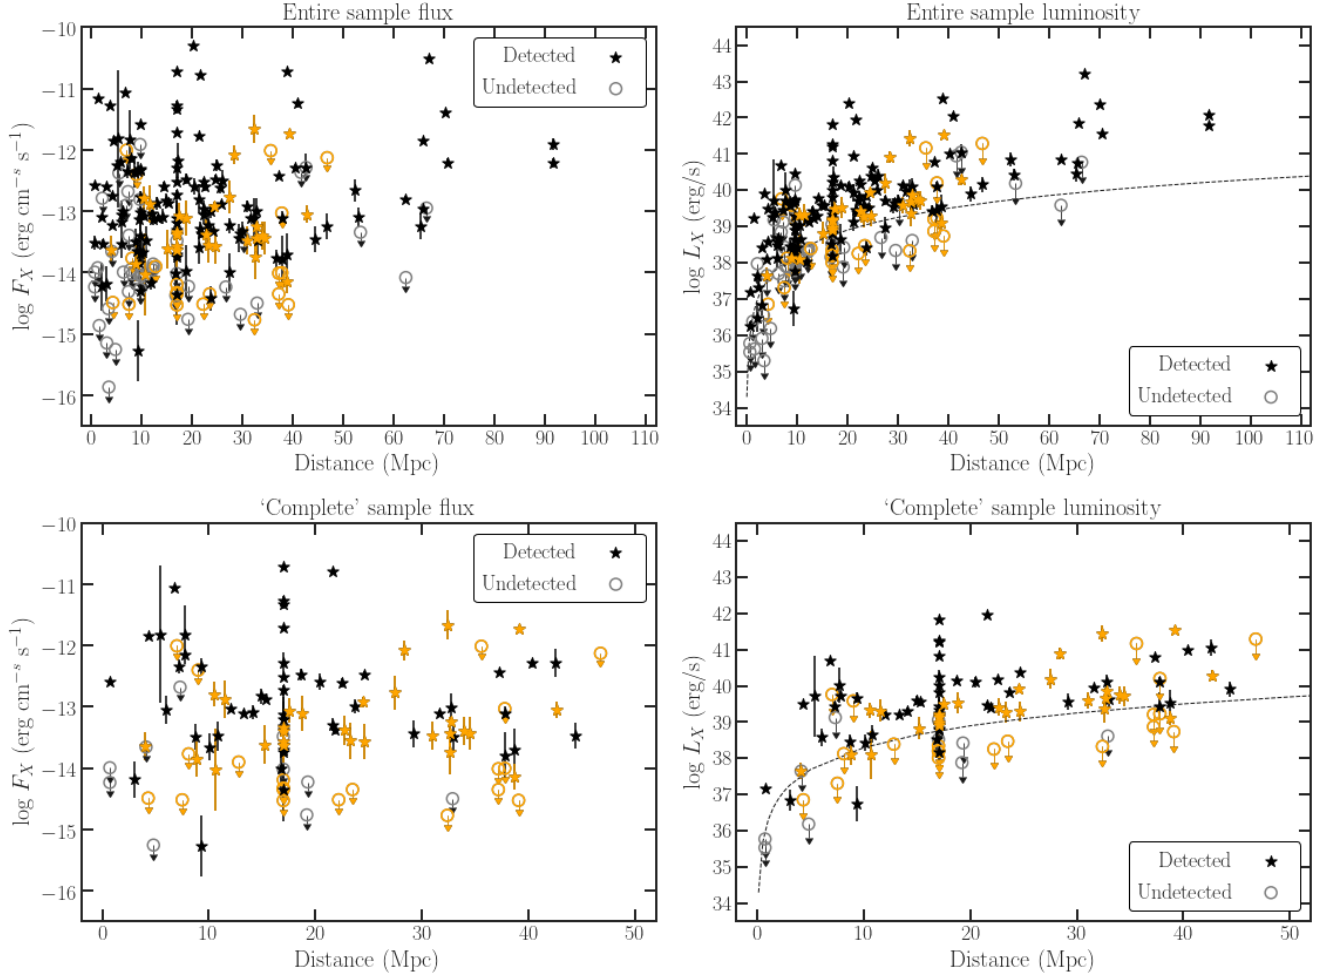 Entire sample flux
−10
−11
−12
−13
−14
−15
−16
log F_X (erg cm^{−s} s^{−1})
Detected
Undetected
0 10 20 30 40 50 60 70 80 90 100 110
Distance (Mpc)
Entire sample luminosity
44
43
42
41
40
39
38
37
36
35
34
log L_X (erg/s)
Detected
Undetected
0 10 20 30 40 50 60 70 80 90 100 110
Distance (Mpc)
‘Complete’ sample flux
−10
−11
−12
−13
−14
−15
−16
log F_X (erg cm^{−s} s^{−1})
Detected
Undetected
0 10 20 30 40 50
Distance (Mpc)
‘Complete’ sample luminosity
44
43
42
41
40
39
38
37
36
35
34
log L_X (erg/s)
Detected
Undetected
0 10 20 30 40 50
Distance (Mpc)